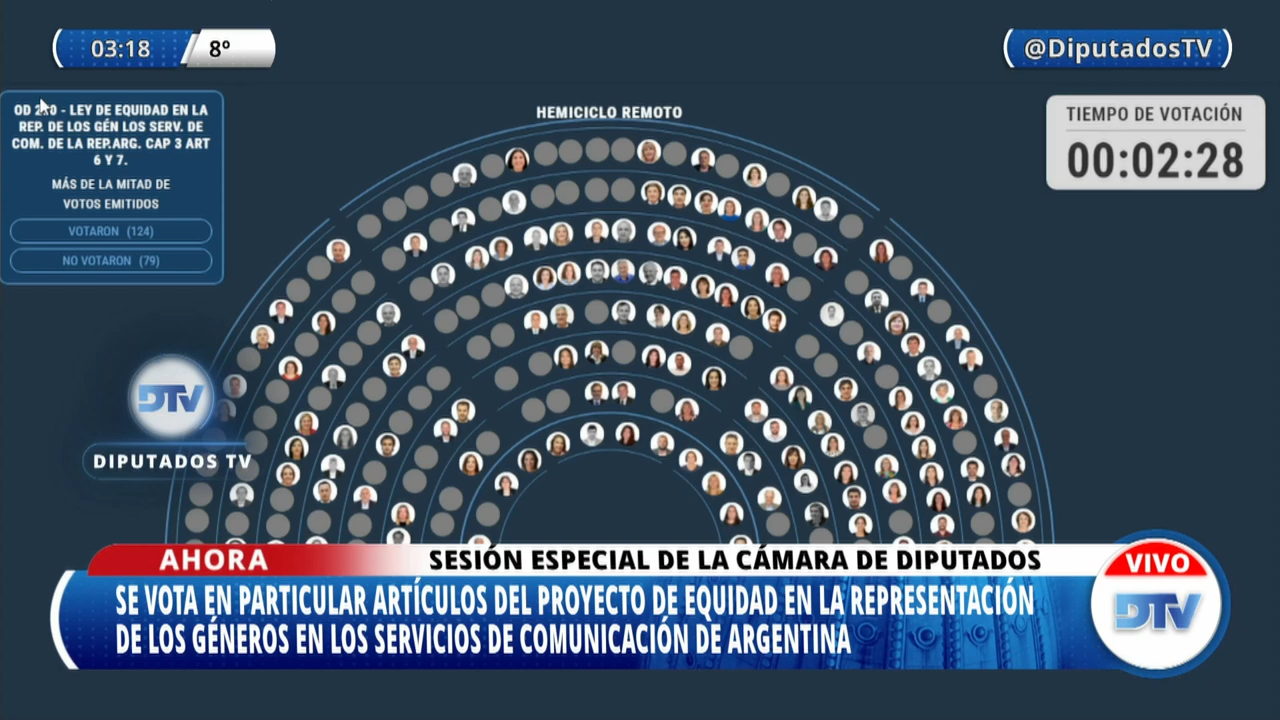 03:18
8º
@DiputadosTV
OD - LEY DE EQUIDAD EN LA
REP. DE LOS GÉN LOS SERV. DE
COM. DE LA REP.ARG. CAP 3 ART
6 Y 7.
MÁS DE LA MITAD DE
VOTOS EMITIDOS
VOTARON (124)
NO VOTARON (79)
HEMICICLO REMOTO
TIEMPO DE VOTACIÓN
00:02:28
DTV
DIPUTADOS TV
AHORA
SESIÓN ESPECIAL DE LA CÁMARA DE DIPUTADOS
SE VOTA EN PARTICULAR ARTÍCULOS DEL PROYECTO DE EQUIDAD EN LA REPRESENTACIÓN
DE LOS GÉNEROS EN LOS SERVICIOS DE COMUNICACIÓN DE ARGENTINA
VIVO
DTV